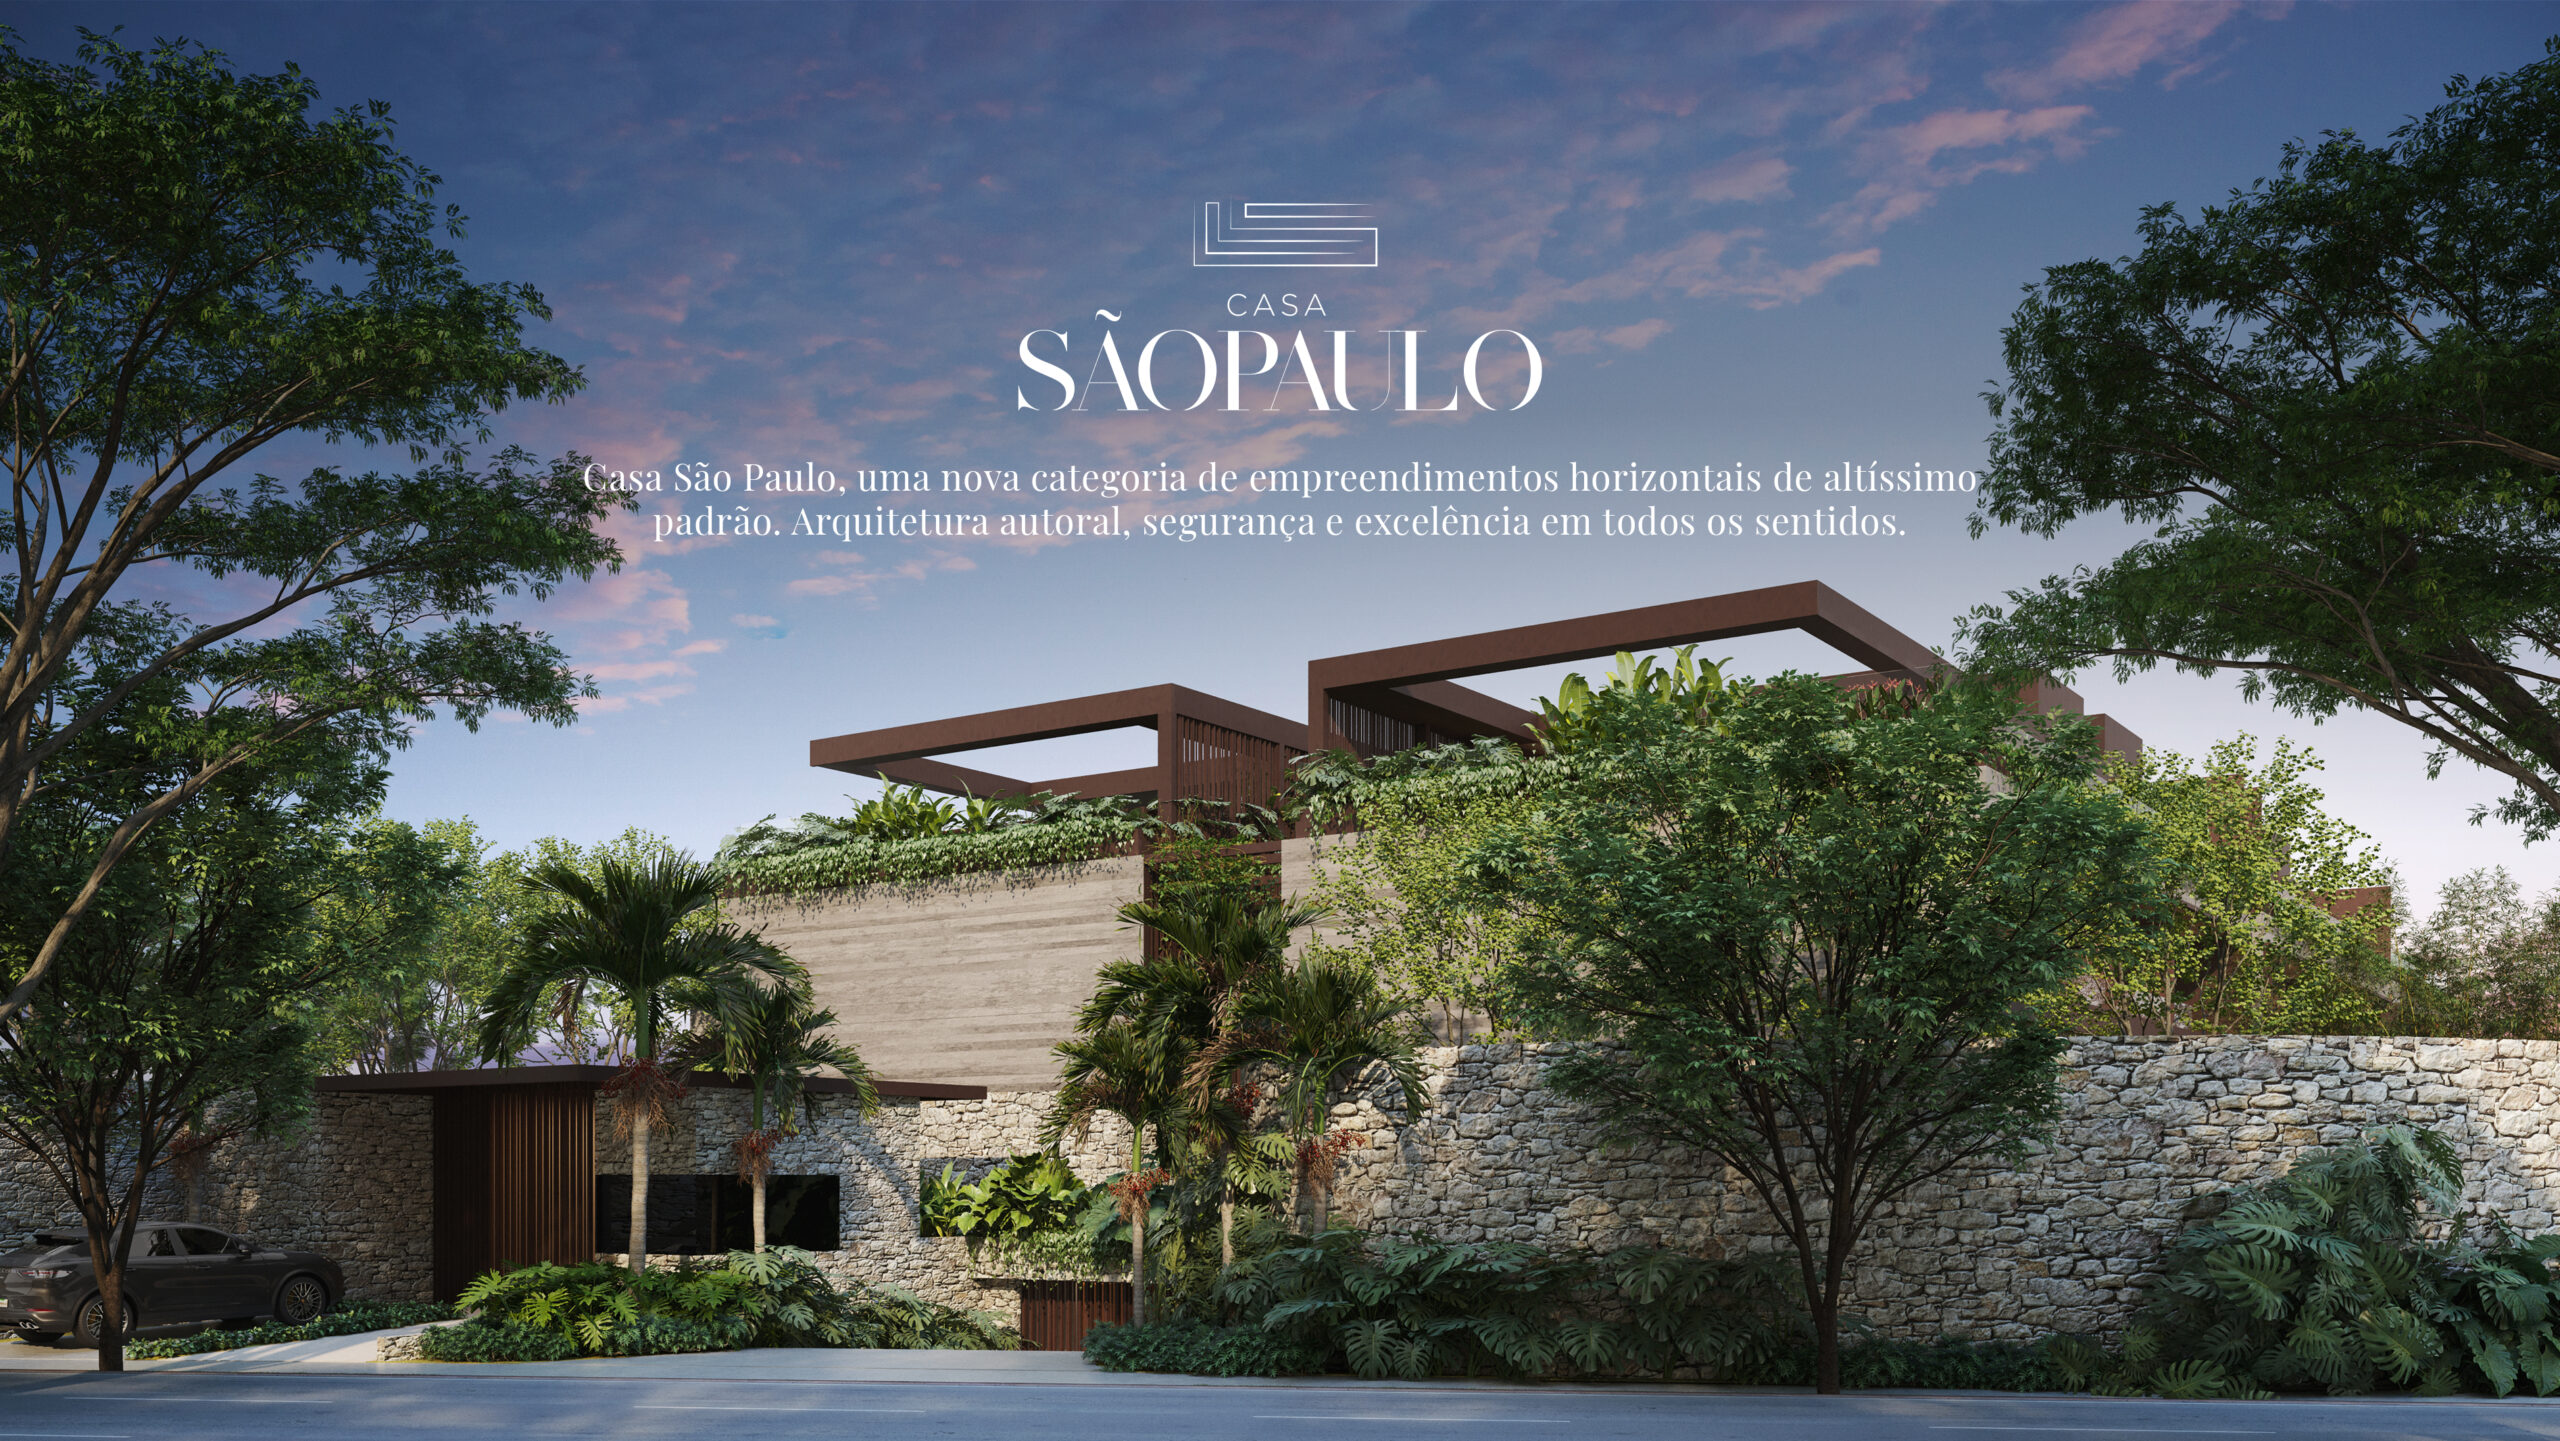 CASA
SÃOPAULO
Casa São Paulo, uma nova categoria de empreendimentos horizontais de altíssimo
padrão. Arquitetura autoral, segurança e excelência em todos os sentidos.